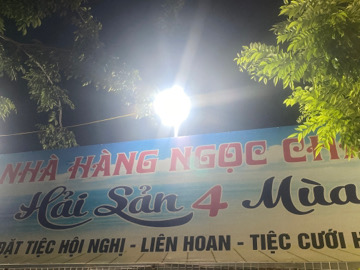 NHÀ HÀNG NGỌC
Hải Sản 4 Mùa
ĐẶT TIỆC HỘI NGHỊ - LIÊN HOAN - TIỆC CƯỚI